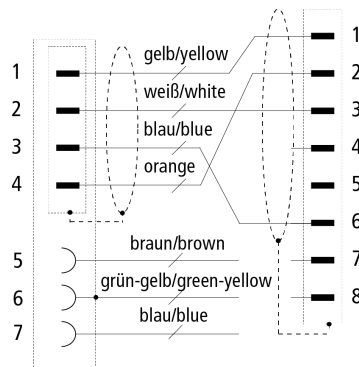 1 gelb/yellow 1
2 weiß/white 2
3 blau/blue 3
4 orange 4
5 braun/brown 5
6 grün-gelb/green-yellow 6
7 blau/blue 7
8